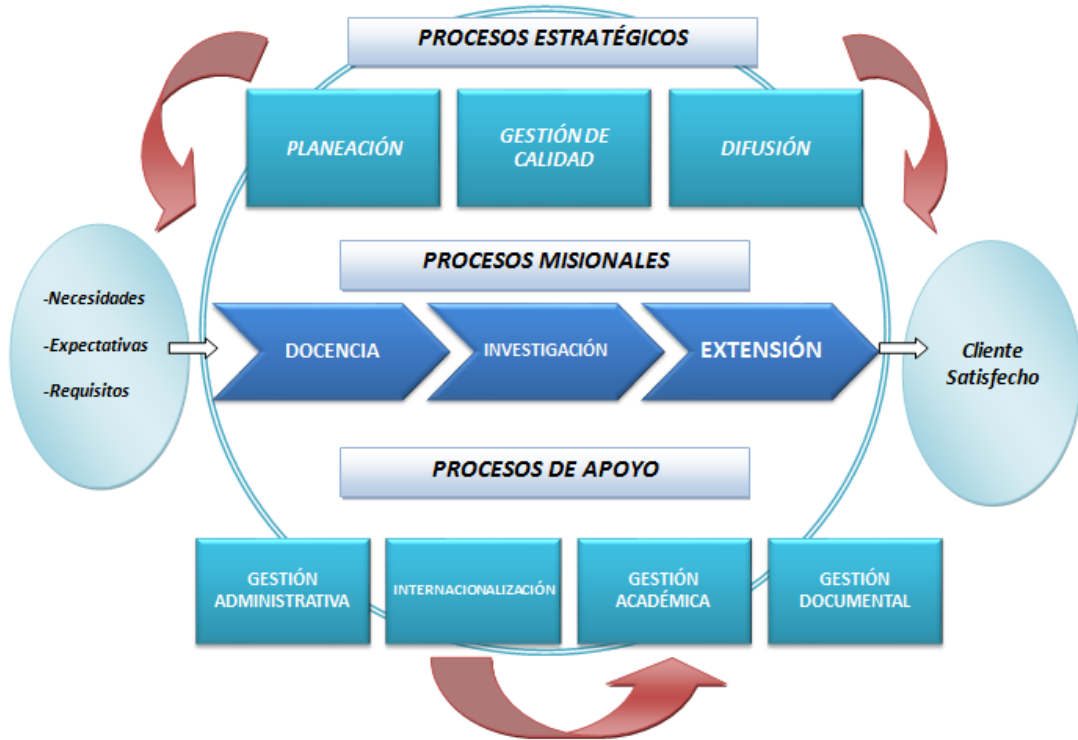 PROCESOS ESTRATÉGICOS
PLANEACIÓN
GESTIÓN DE
CALIDAD
DIFUSIÓN
PROCESOS MISIONALES
-Necesidades
-Expectativas
-Requisitos
DOCENCIA
INVESTIGACIÓN
EXTENSIÓN
Cliente
Satisfecho
PROCESOS DE APOYO
GESTIÓN
ADMINISTRATIVA
INTERNACIONALIZACIÓN
GESTIÓN
ACADÉMICA
GESTIÓN
DOCUMENTAL